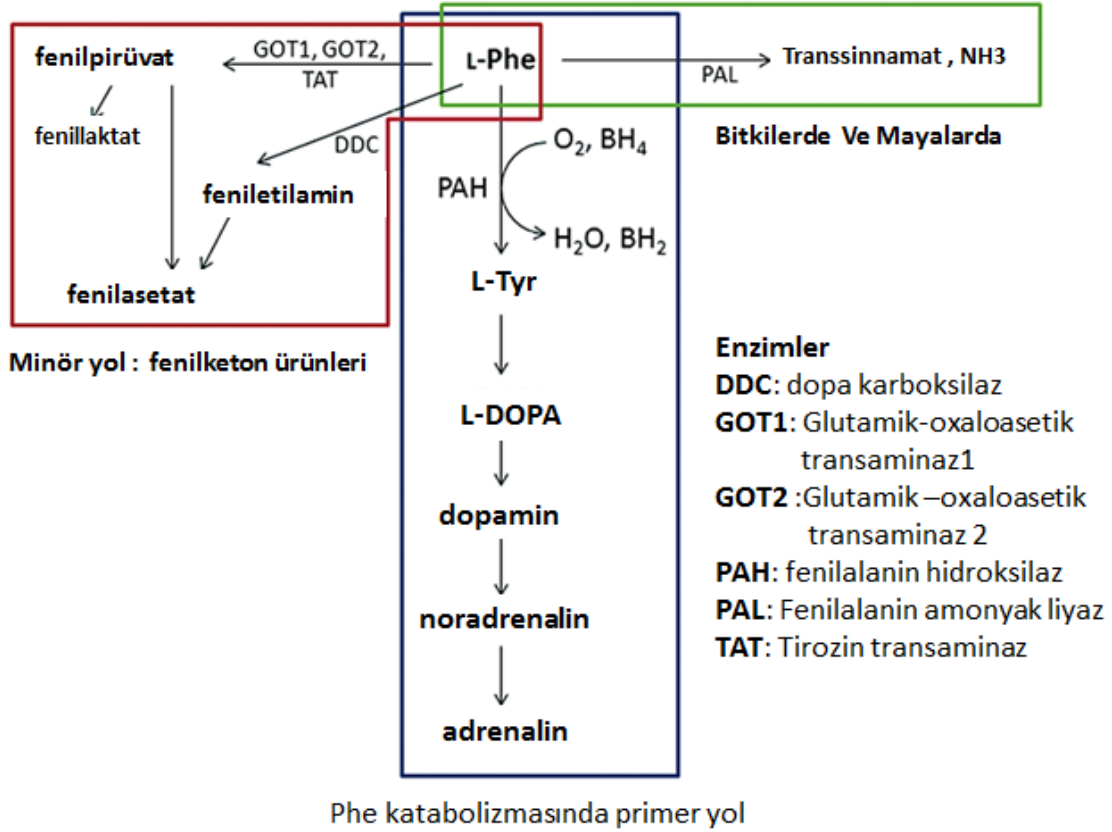 fenilpirüvat
GOT1, GOT2,
TAT
L-Phe
PAL
Transsinnamat , NH3
fenillaktat
DDC
feniletilamin
fenilasetat
Minör yol : fenilketon ürünleri
Bitkilerde Ve Mayalarda
O2, BH4
PAH
H2O, BH2
L-Tyr
L-DOPA
dopamin
noradrenalin
adrenalin
Enzimler
DDC: dopa karboksilaz
GOT1: Glutamik-oxaloasetik
transaminaz1
GOT2 :Glutamik –oxaloasetik
transaminaz 2
PAH: fenilalanin hidroksilaz
PAL: Fenilalanin amonyak liyaz
TAT: Tirozin transaminaz
Phe katabolizmasında primer yol